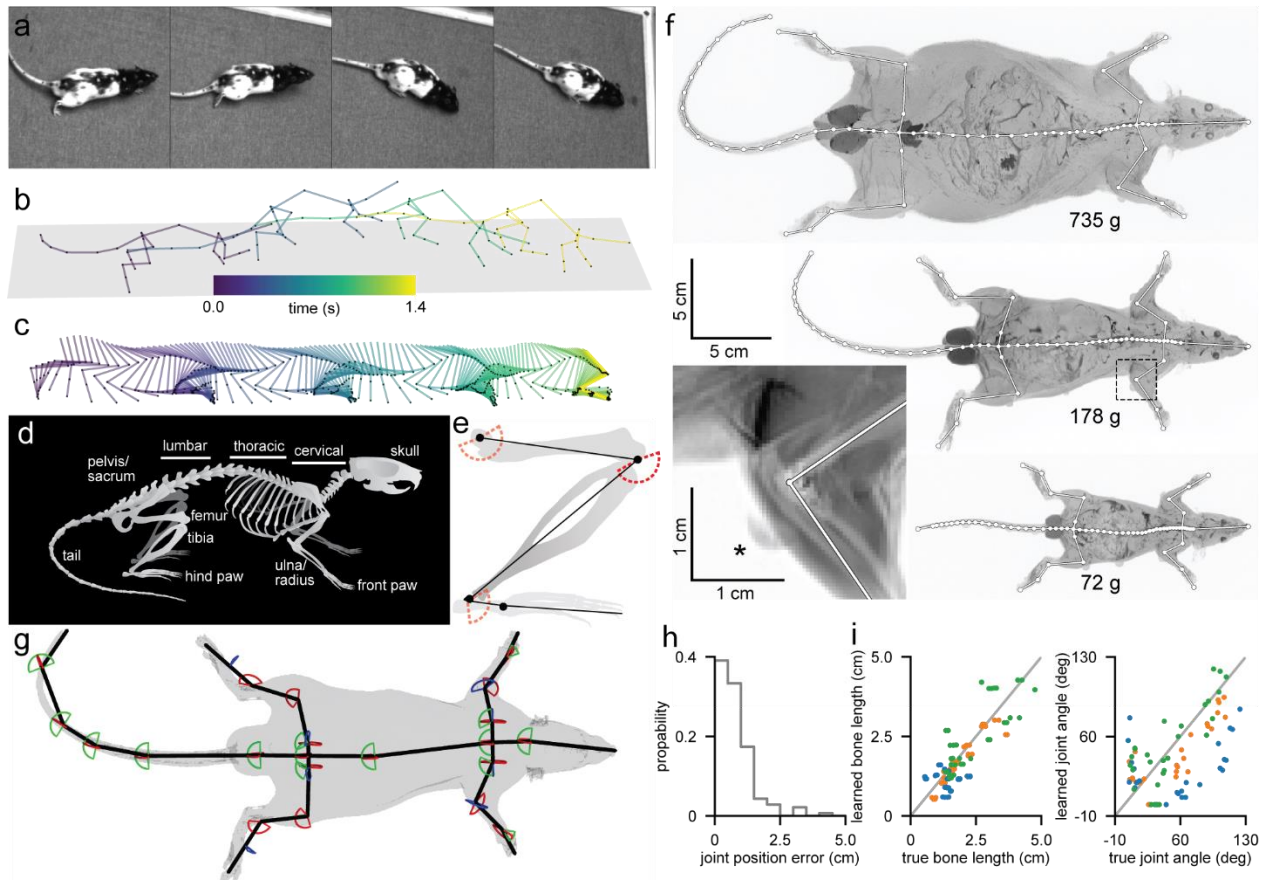 a
b
0.0
1.4
time (s)
c
d
lumbar
thoracic
cervical
skull
pelvis/
sacrum
femur
tibia
tail
ulna/
radius
hind paw
front paw
e
f
735 g
5 cm
5 cm
178 g
1 cm
*
1 cm
72 g
g
h
0.4
0.2
0
propability
0
5.0
joint position error (cm)
i
5.0
2.5
0
learned bone length (cm)
0
2.5
5.0
true bone length (cm)
130
60
-10
learned joint angle (deg)
-10
60
130
true joint angle (deg)